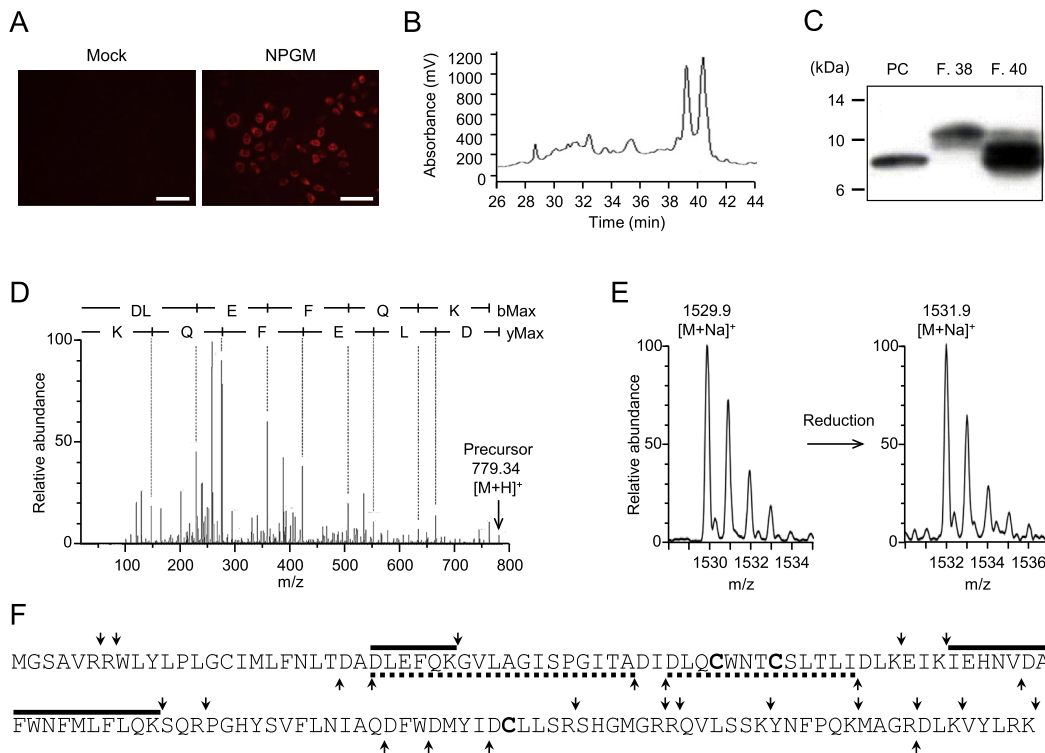 A
Mock NPGM
B
Absorbance (mV)
1200
1000
800
600
400
200
0
26 28 30 32 34 36 38 40 42 44
Time (min)
C
(kDa) PC F. 38 F. 40
14
10
6
D
DL E F Q K bMax
K Q F E L D yMax
Relative abundance
100
50
0
Precursor
779.34
[M+H]+
100 200 300 400 500 600 700 800
m/z
E
1529.9
[M+Na]+
Relative abundance
100
50
0
1530 1532 1534
m/z
Reduction
1531.9
[M+Na]+
100
50
0
1532 1534 1536
m/z
F
MGSAVRRWLYLPLGCIMLFNLTDADLEFQKGVLAGISPGITADIDLQCWNTCSLTLIDLKEIKIEHNVDA
FWNFMLFLQKSQRPGHYSVFLNIAQDFWDMYIDCLLSRSHGMGRRQVLSSKYNFPQKMAGRDLKVYLRK